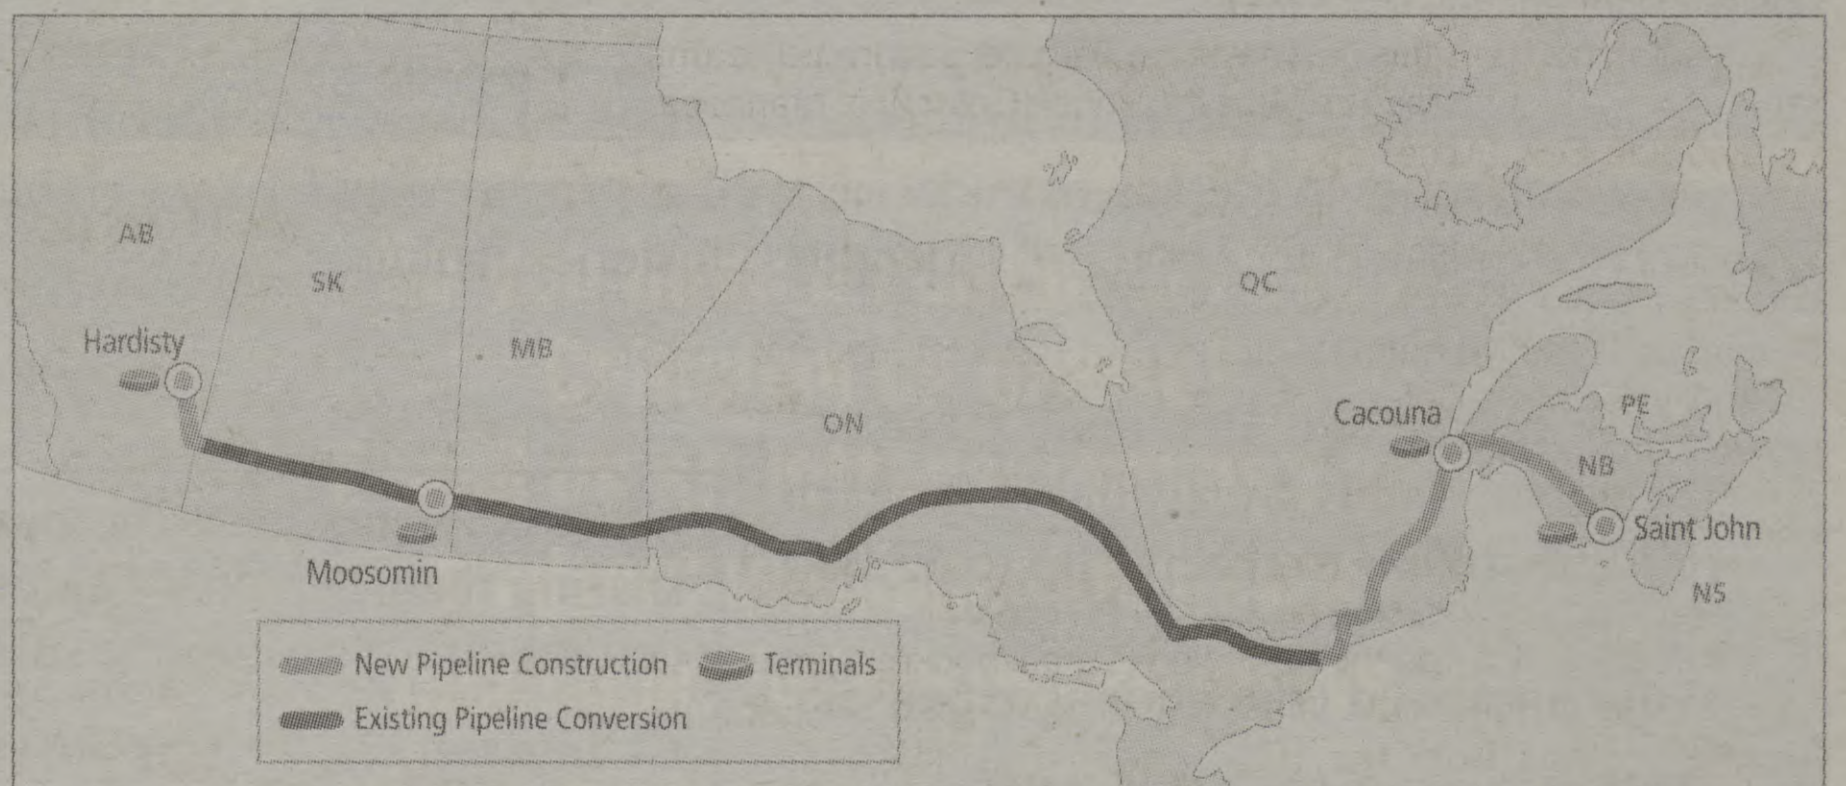 AB
SK
QC
Hardisty
MB
PE
Cacouna
ON
NB
Saint John
Moosomin
NS
New Pipeline Construction
Terminals
Existing Pipeline Conversion